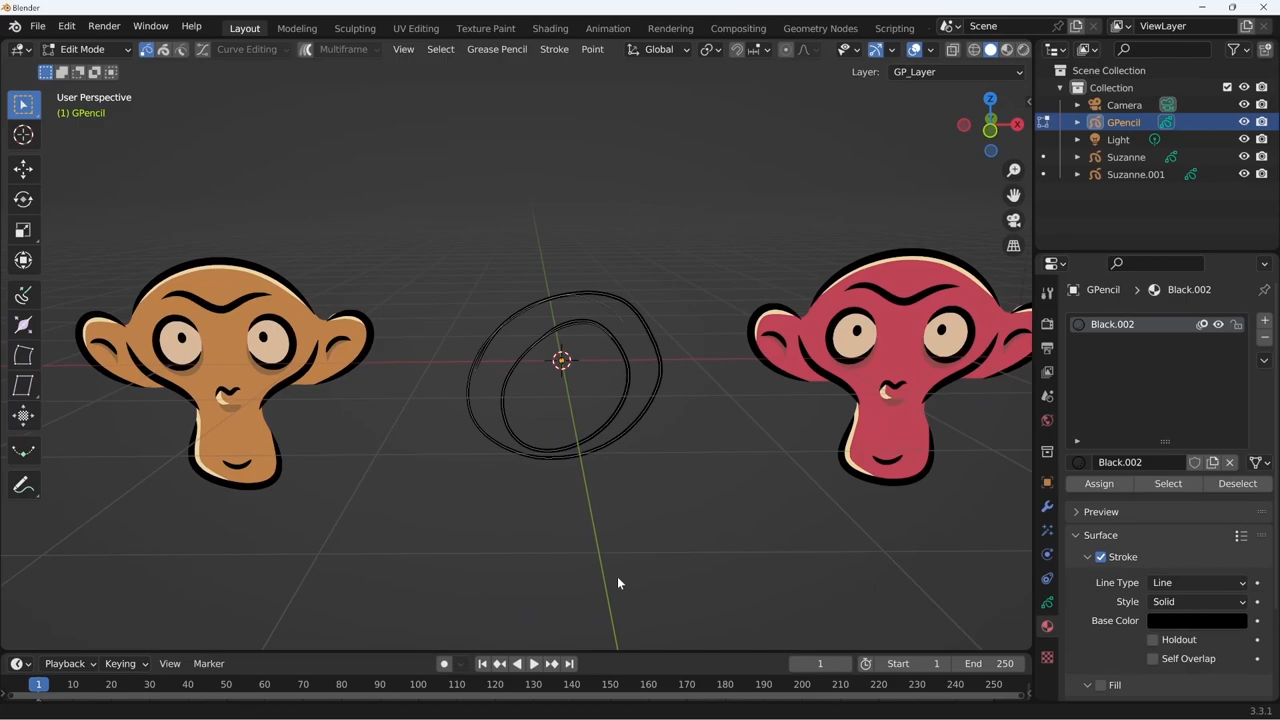 Blender
File Edit Render Window Help
Layout Modeling Sculpting UV Editing Texture Paint Shading Animation Rendering Compositing Geometry Nodes Scripting
Scene
ViewLayer
Edit Mode
Curve Editing
Multiframe
View Select Grease Pencil Stroke Point
Global
Layer: GP_Layer
User Perspective
(1) GPencil
Z
X
Scene Collection
Collection
Camera
GPencil
Light
Suzanne
Suzanne.001
GPencil > Black.002
Black.002
Black.002
Assign Select Deselect
Preview
Surface
Stroke
Line Type Line
Style Solid
Base Color
Holdout
Self Overlap
Fill
Playback Keying View Marker
1 Start 1 End 250
1 10 20 30 40 50 60 70 80 90 100 110 120 130 140 150 160 170 180 190 200 210 220 230 240 250
3.3.1